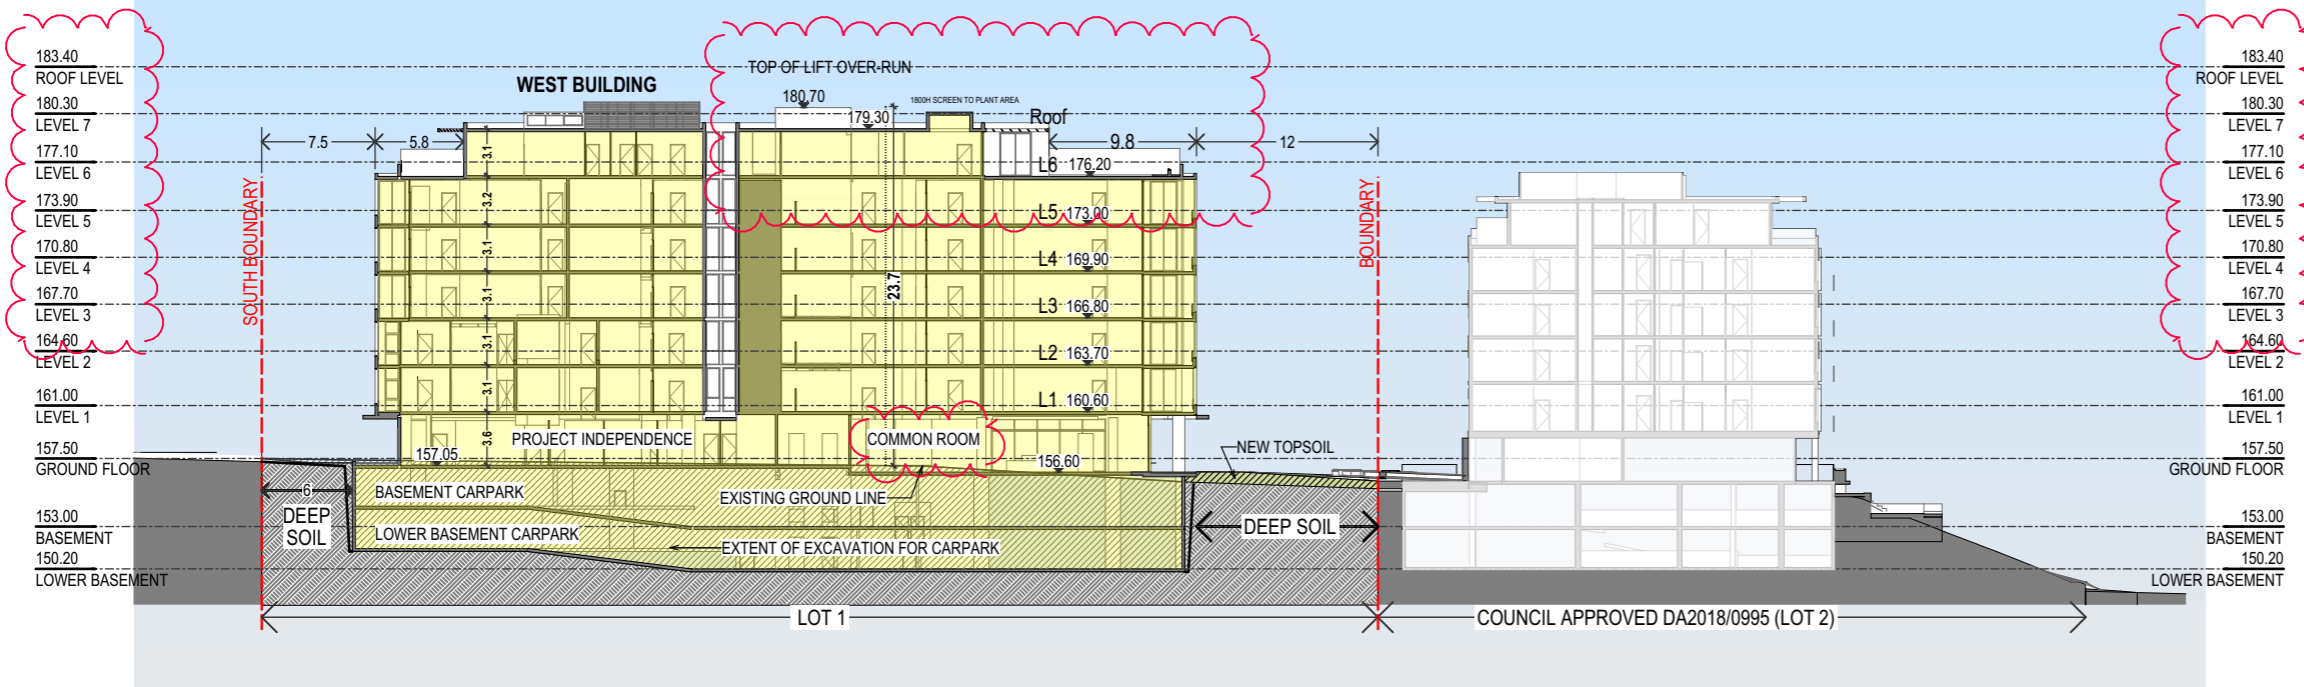 183.40
ROOF LEVEL
180.30
LEVEL 7
177.10
LEVEL 6
173.90
LEVEL 5
170.80
LEVEL 4
167.70
LEVEL 3
164.60
LEVEL 2
161.00
LEVEL 1
157.50
GROUND FLOOR
153.00
BASEMENT
150.20
LOWER BASEMENT
SOUTH BOUNDARY
7.5
5.8
WEST BUILDING
TOP OF LIFT OVER-RUN
180.70
1800H SCREEN TO PLANT AREA
179.30
Roof
9.8
12
L6 176.20
L5 173.00
L4 169.90
L3 166.80
L2 163.70
L1 160.60
3.1
3.2
3.1
3.1
3.1
3.1
3.6
23.7
PROJECT INDEPENDENCE
COMMON ROOM
157.05
156.60
NEW TOPSOIL
6
DEEP
SOIL
BASEMENT CARPARK
EXISTING GROUND LINE
LOWER BASEMENT CARPARK
EXTENT OF EXCAVATION FOR CARPARK
DEEP SOIL
BOUNDARY
LOT 1
COUNCIL APPROVED DA2018/0995 (LOT 2)
183.40
ROOF LEVEL
180.30
LEVEL 7
177.10
LEVEL 6
173.90
LEVEL 5
170.80
LEVEL 4
167.70
LEVEL 3
164.60
LEVEL 2
161.00
LEVEL 1
157.50
GROUND FLOOR
153.00
BASEMENT
150.20
LOWER BASEMENT